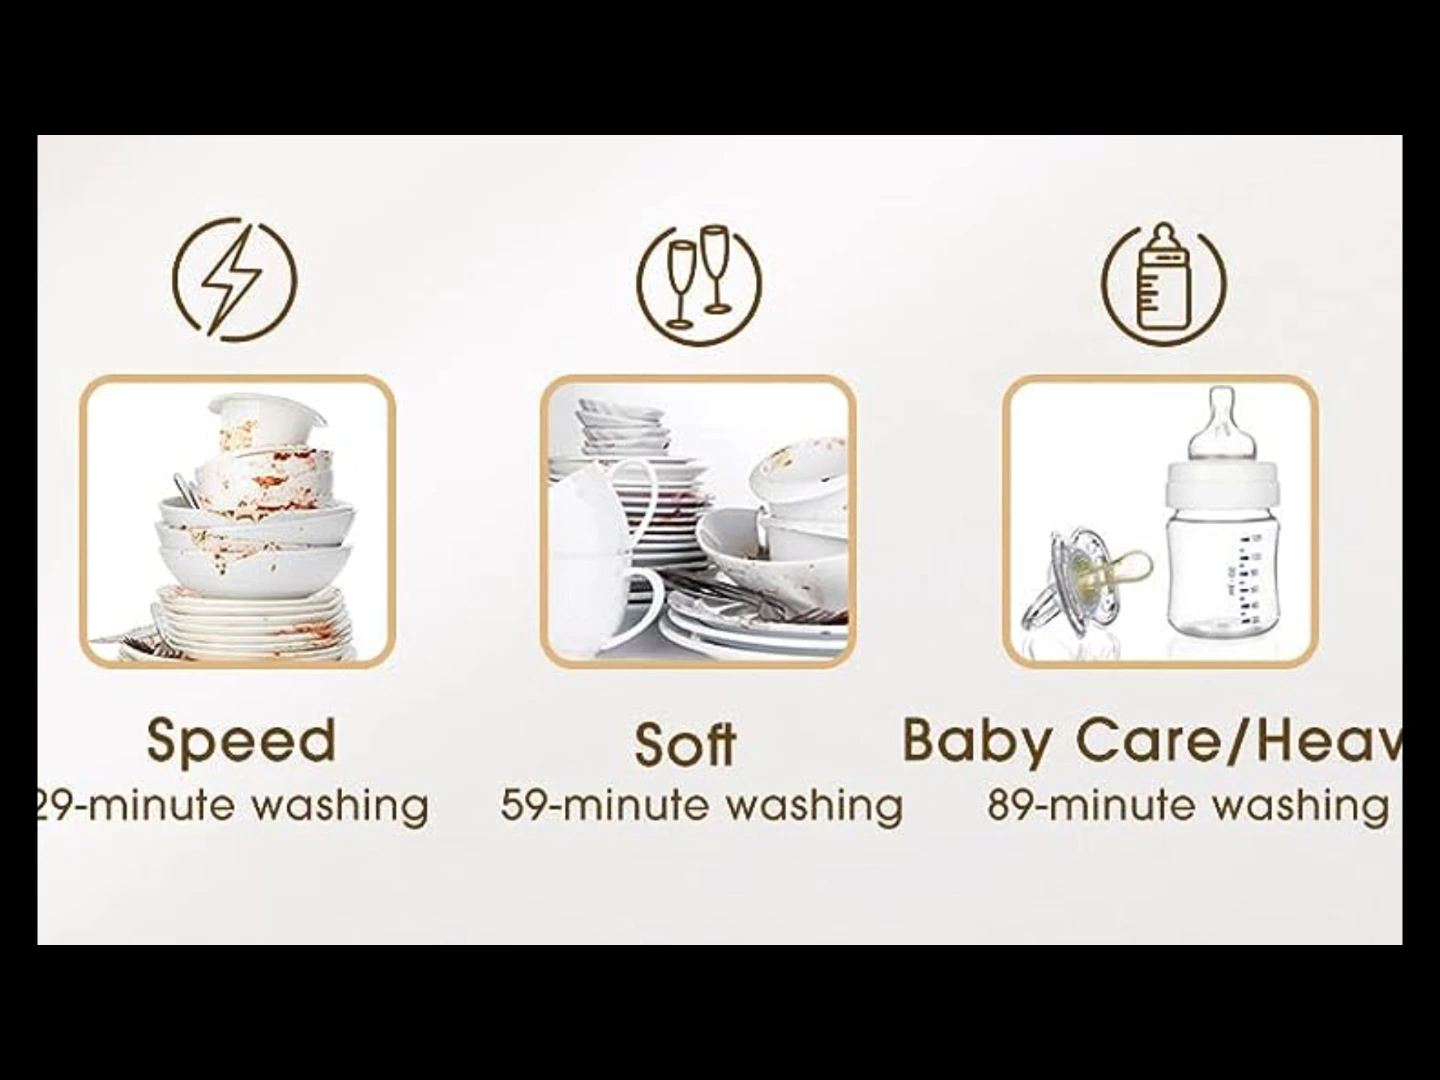 Speed
29-minute washing
Soft
59-minute washing
Baby Care/Heav
89-minute washing